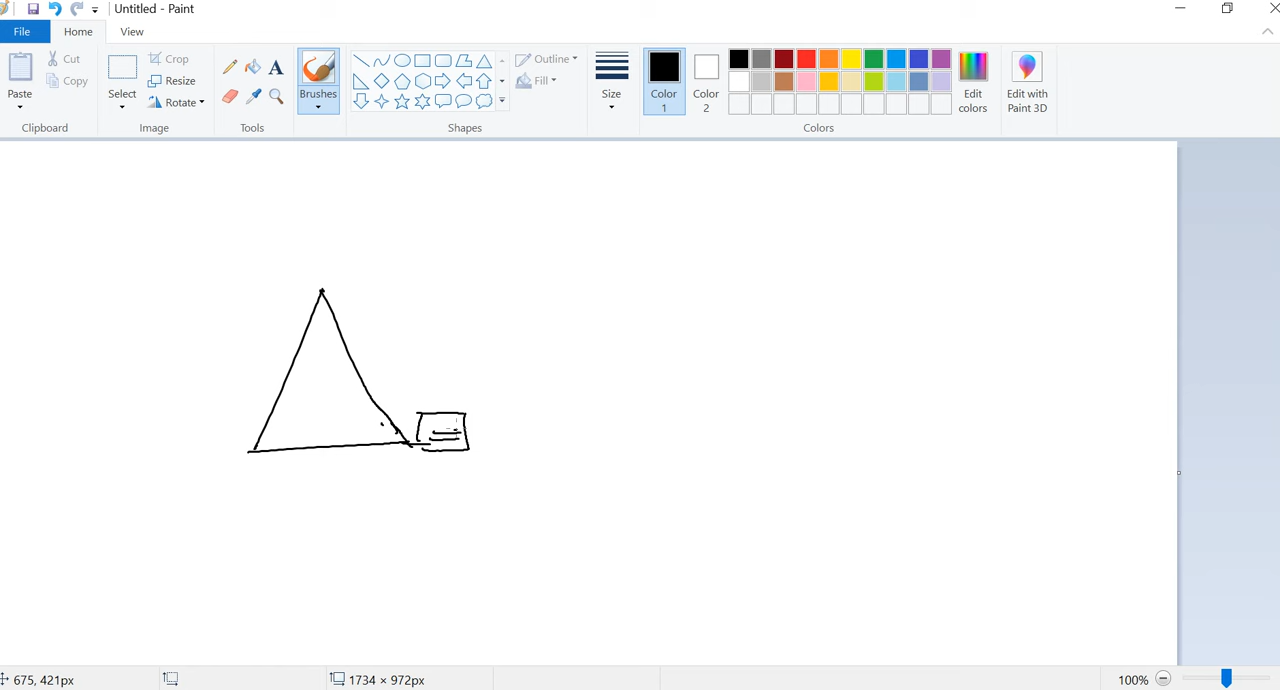 Untitled - Paint
File Home View
Paste
Cut
Copy
Clipboard
Select
Crop
Resize
Rotate
Image
Tools
Brushes
Shapes
Outline
Fill
Size
Color
1
Color
2
Edit
colors
Colors
Edit with
Paint 3D
675, 421px
1734 × 972px
100%